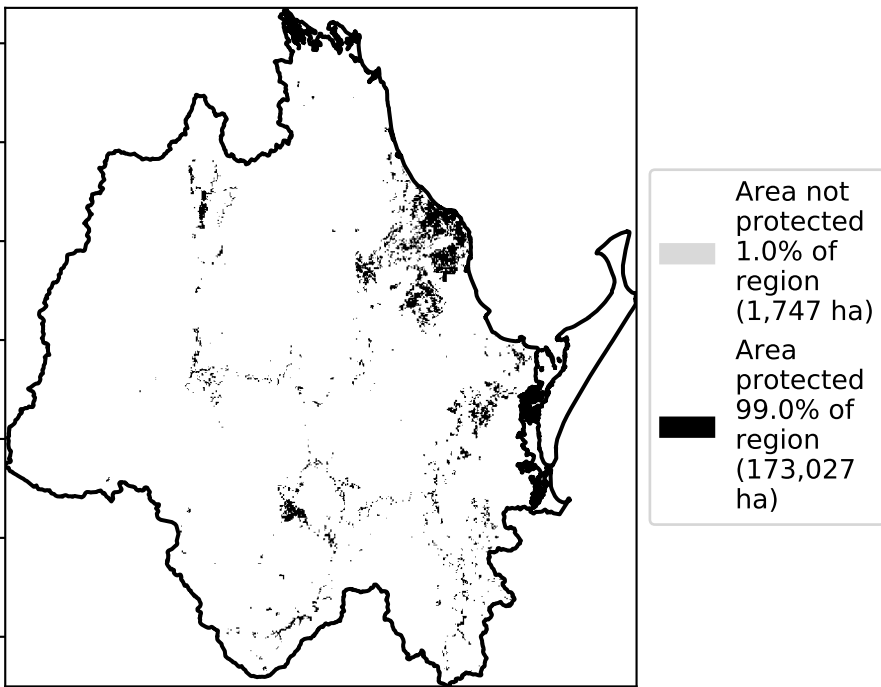 Area not
protected
1.0% of
region
(1,747 ha)
Area
protected
99.0% of
region
(173,027
ha)